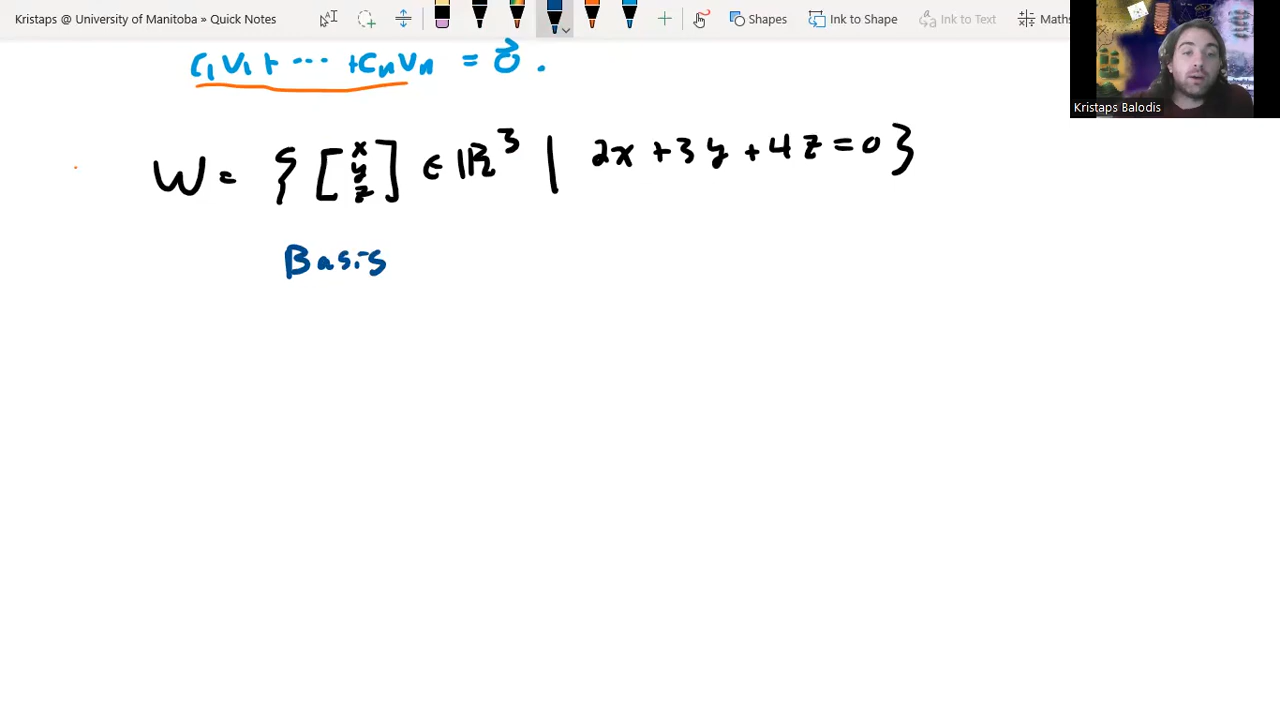 Kristaps @ University of Manitoba » Quick Notes Shapes Ink to Shape Ink to Text Maths
Kristaps Balodis
c₁v₁+ ··· +cₙvₙ = 0⃗.
W = { [x y z] ∈ ℝ³ | 2x +3y +4z = 0 }
Basis